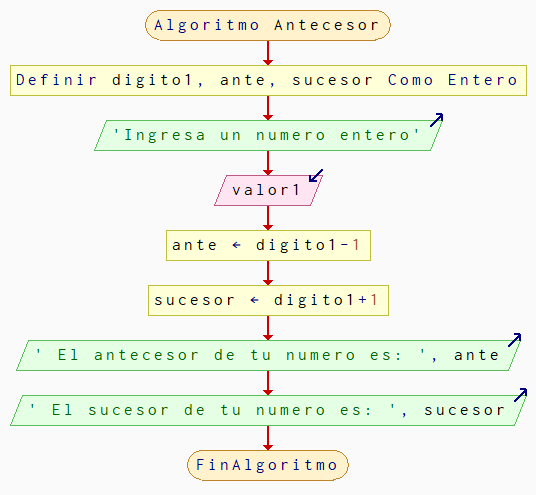 Algoritmo Antecesor
Definir digito1, ante, sucesor Como Entero
'Ingresa un numero entero'
valor1
ante ← digito1-1
sucesor ← digito1+1
' El antecesor de tu numero es: ', ante
' El sucesor de tu numero es: ', sucesor
FinAlgoritmo